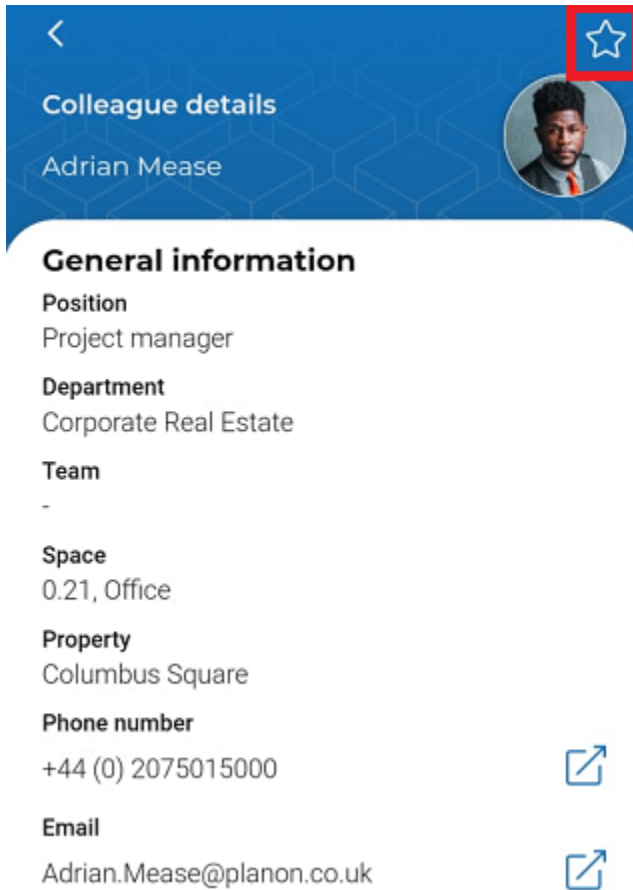 Colleague details
Adrian Mease
General information
Position
Project manager
Department
Corporate Real Estate
Team
-
Space
0.21, Office
Property
Columbus Square
Phone number
+44 (0) 2075015000
Email
Adrian.Mease@planon.co.uk